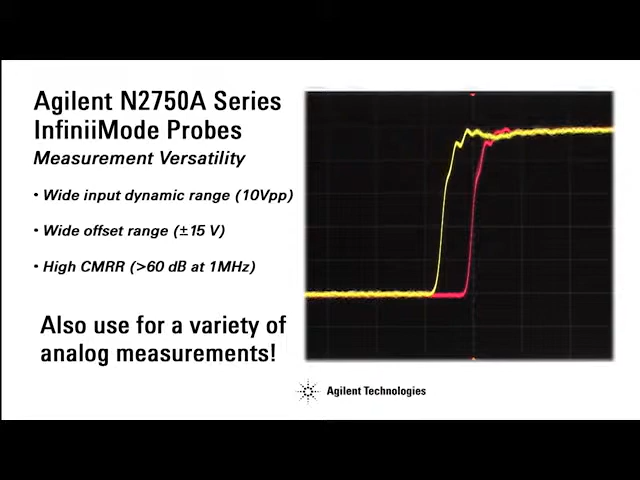 Agilent N2750A Series
InfiniiMode Probes
Measurement Versatility
• Wide input dynamic range (10Vpp)
• Wide offset range (±15 V)
• High CMRR (>60 dB at 1MHz)
Also use for a variety of
analog measurements!
Agilent Technologies